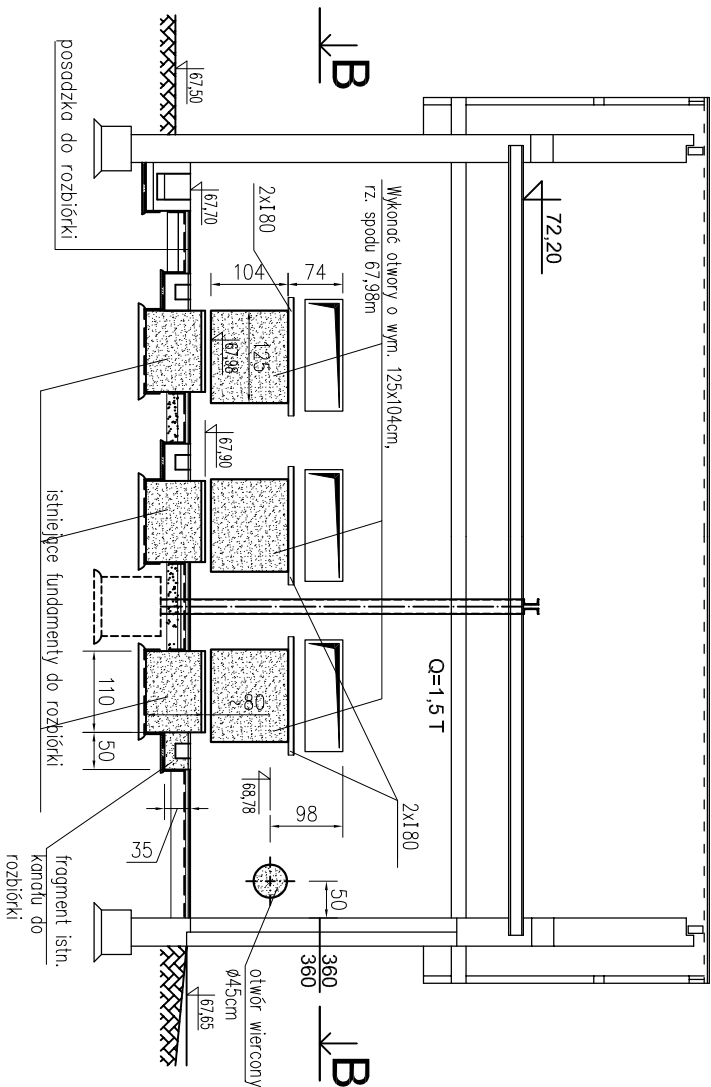 B
B
72,20
67,50
67,70
2xI80
Wykonać otwory o wym. 125x104cm,
rz. spodu 67,98m
posadzka do rozbiórki
104
74
125
67,98
67,90
istniejące fundamenty do rozbiórki
Q=1,5 T
~80
110
50
2xI80
68,78
98
35
50
fragment istn.
kanału do
rozbiórki
360
360
otwór wiercony
ø45cm
67,65